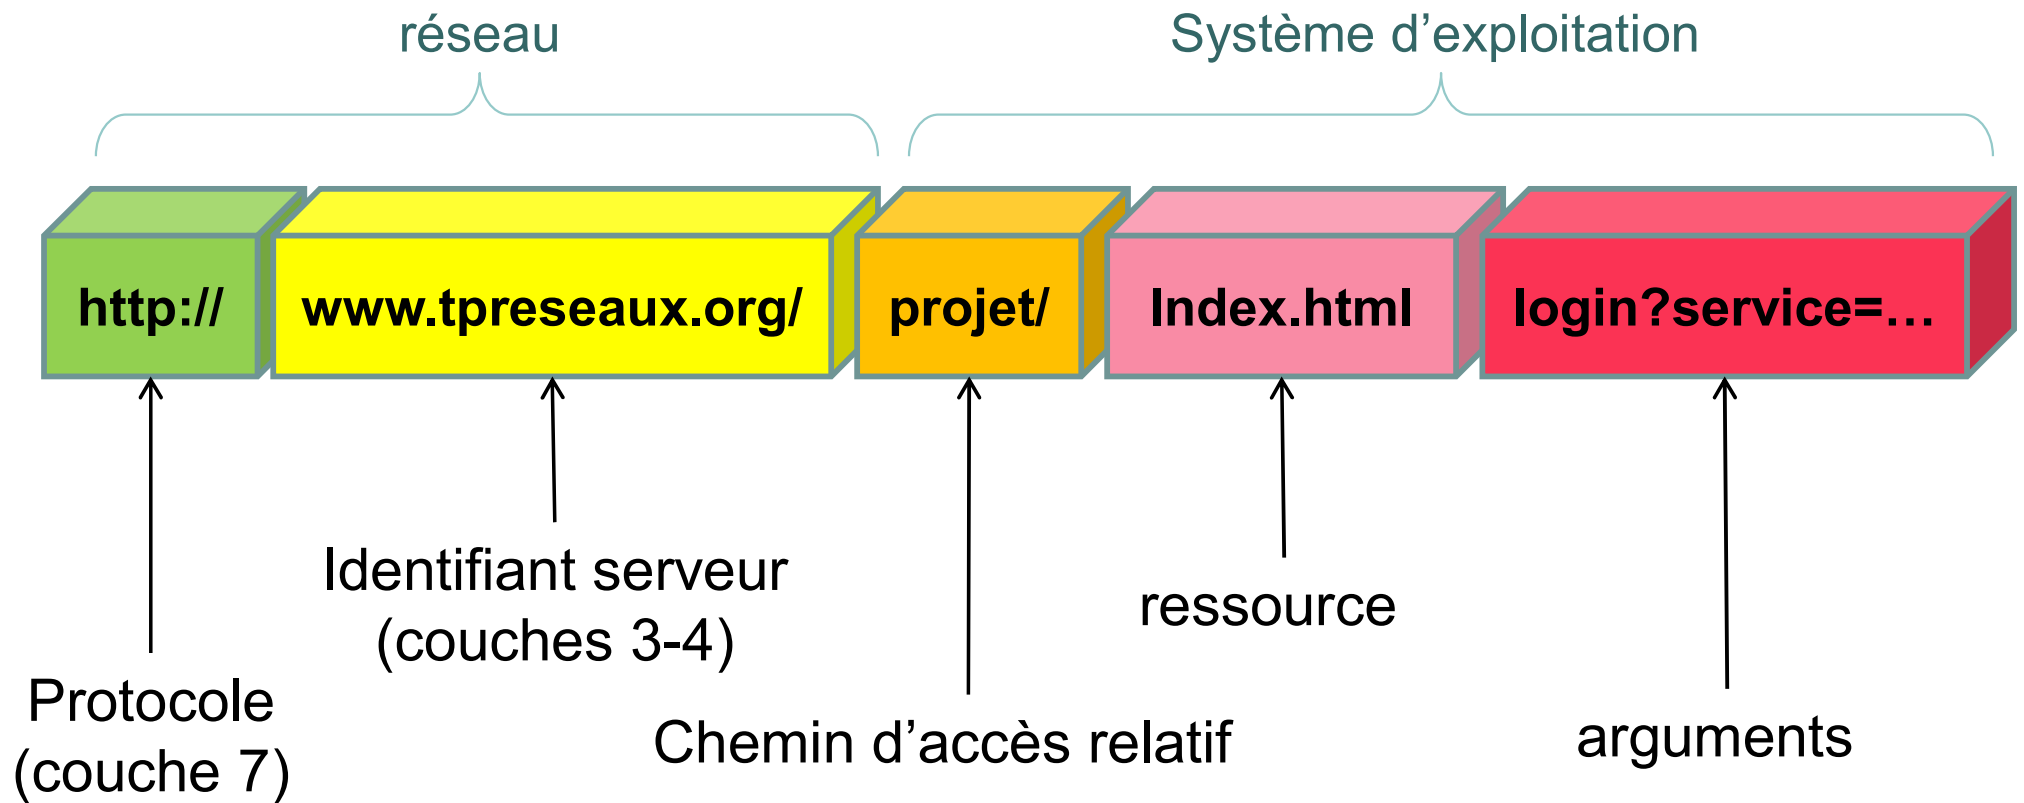 réseau
Système d’exploitation
http://
www.tpreseaux.org/
projet/
Index.html
login?service=…
Identifiant serveur
(couches 3-4)
ressource
Protocole
(couche 7)
Chemin d’accès relatif
arguments